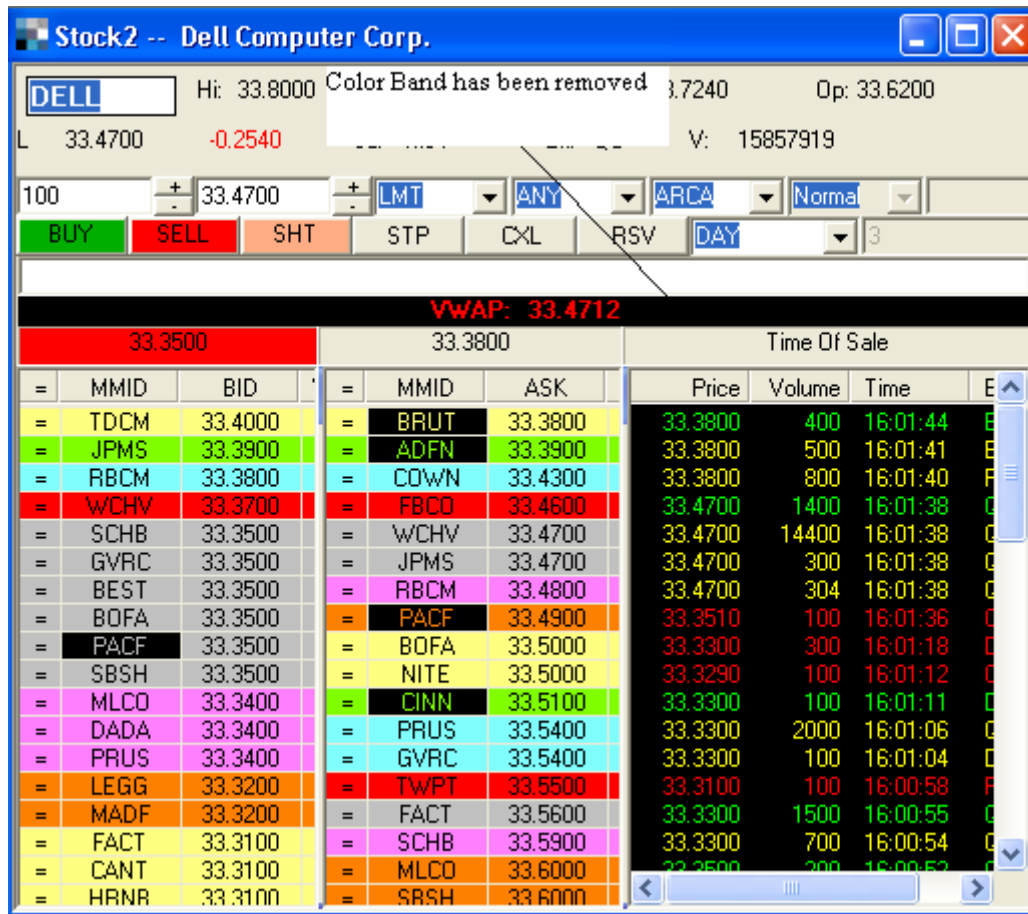 Stock2 -- Dell Computer Corp.
DELL Hi: 33.8000 Color Band has been removed 3.7240 Op: 33.6200
L 33.4700 -0.2540 V: 15857919
100 + - 33.4700 + - LMT ANY ARCA Normal
BUY SELL SHT STP CXL RSV DAY 3
VWAP: 33.4712
33.3500 33.3800 Time Of Sale
= MMID BID = MMID ASK Price Volume Time E
= TDCM 33.4000 = BRUT 33.3800 33.3800 400 16:01:44
= JPMS 33.3900 = ADFN 33.3900 33.3800 500 16:01:41
= RBCM 33.3800 = COWN 33.4300 33.3800 800 16:01:40
= WCHV 33.3700 = FBCO 33.4600 33.4700 1400 16:01:38
= SCHB 33.3500 = WCHV 33.4700 33.4700 14400 16:01:38
= GVRC 33.3500 = JPMS 33.4700 33.4700 300 16:01:38
= BEST 33.3500 = RBCM 33.4800 33.4700 304 16:01:38
= BOFA 33.3500 = PACF 33.4900 33.3510 100 16:01:36
= PACF 33.3500 = BOFA 33.5000 33.3300 300 16:01:18
= SBSH 33.3500 = NITE 33.5000 33.3290 100 16:01:12
= MLCO 33.3400 = CINN 33.5100 33.3300 100 16:01:11
= DADA 33.3400 = PRUS 33.5400 33.3300 2000 16:01:06
= PRUS 33.3400 = GVRC 33.5400 33.3300 100 16:01:04
= LEGG 33.3200 = TWPT 33.5500 33.3100 100 16:00:58
= MADF 33.3200 = FACT 33.5600 33.3300 1500 16:00:55
= FACT 33.3100 = SCHB 33.5900 33.3300 700 16:00:54
= CANT 33.3100 = MLCO 33.6000 33.3500 200 16:00:52
= HRNR 33.3100 = SBSH 33.6000